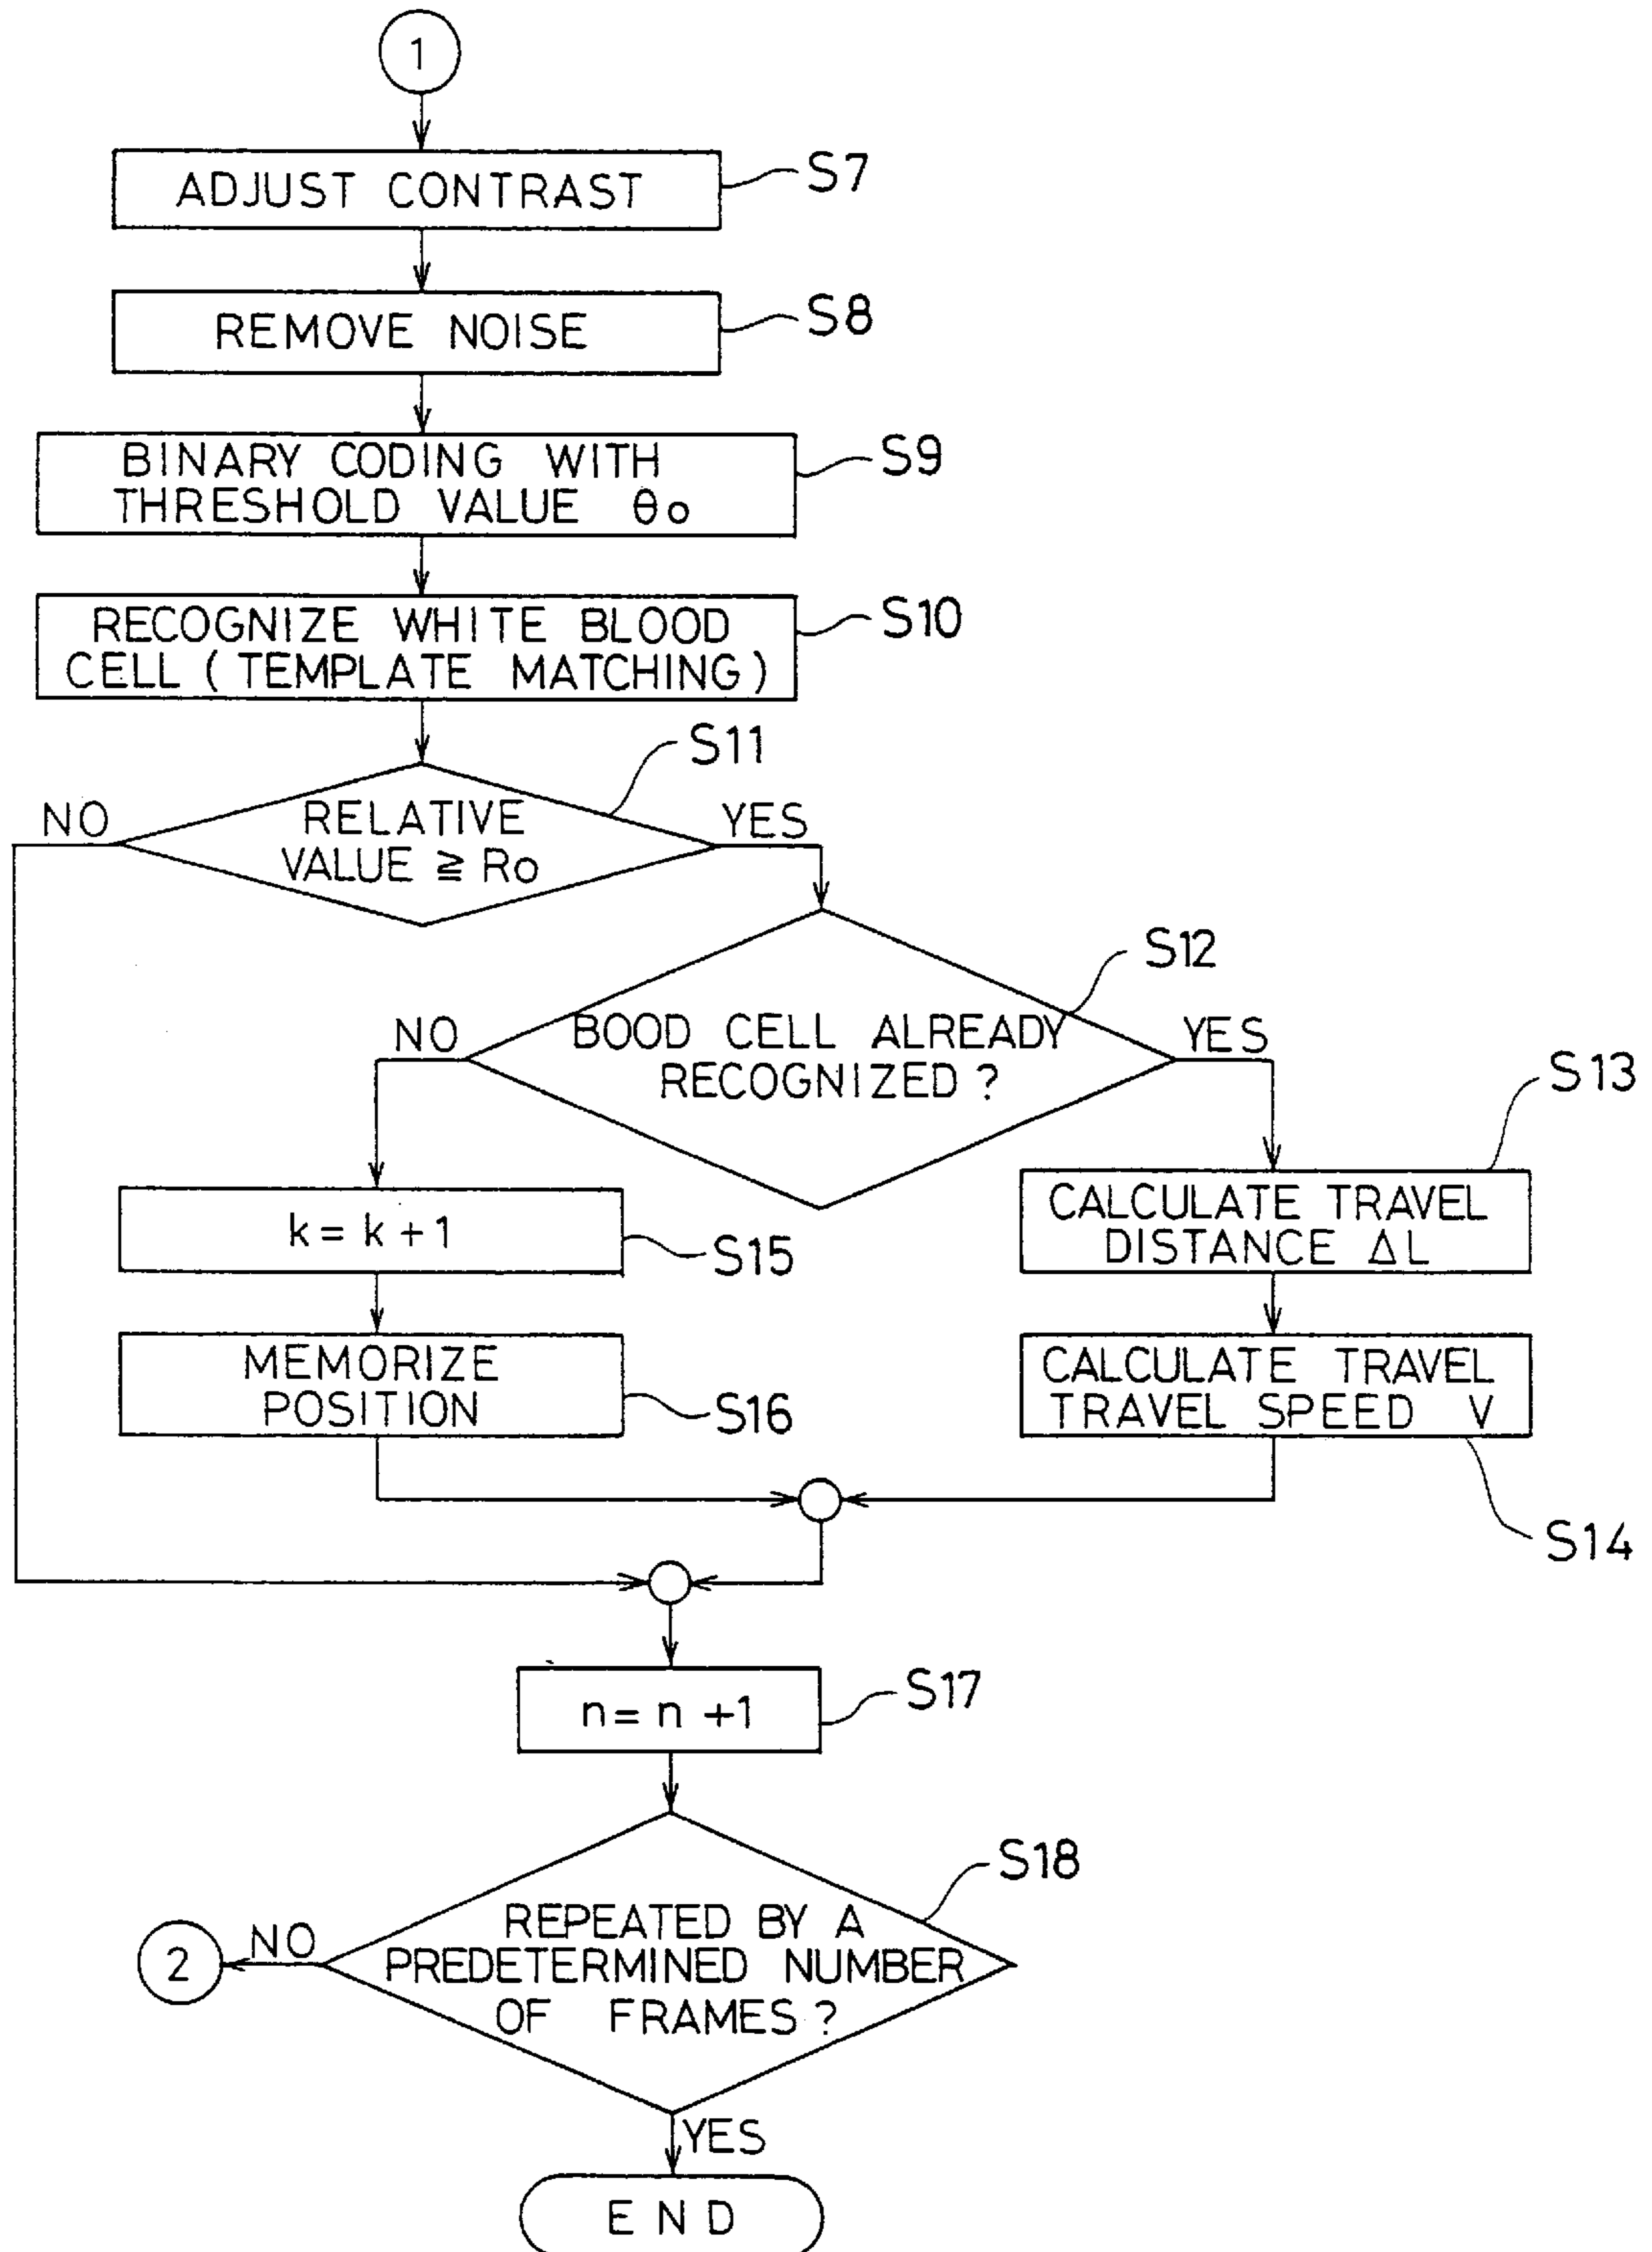 1
ADJUST CONTRAST
S7
REMOVE NOISE
S8
BINARY CODING WITH
THRESHOLD VALUE θo
S9
RECOGNIZE WHITE BLOOD
CELL (TEMPLATE MATCHING)
S10
S11
NO
RELATIVE
VALUE ≧ Ro
YES
S12
NO
BOOD CELL ALREADY
RECOGNIZED ?
YES
S13
CALCULATE TRAVEL
DISTANCE ΔL
k = k + 1
S15
MEMORIZE
POSITION
S16
CALCULATE TRAVEL
TRAVEL SPEED V
S14
n = n + 1
S17
S18
REPEATED BY A
PREDETERMINED NUMBER
OF FRAMES ?
NO
2
YES
END